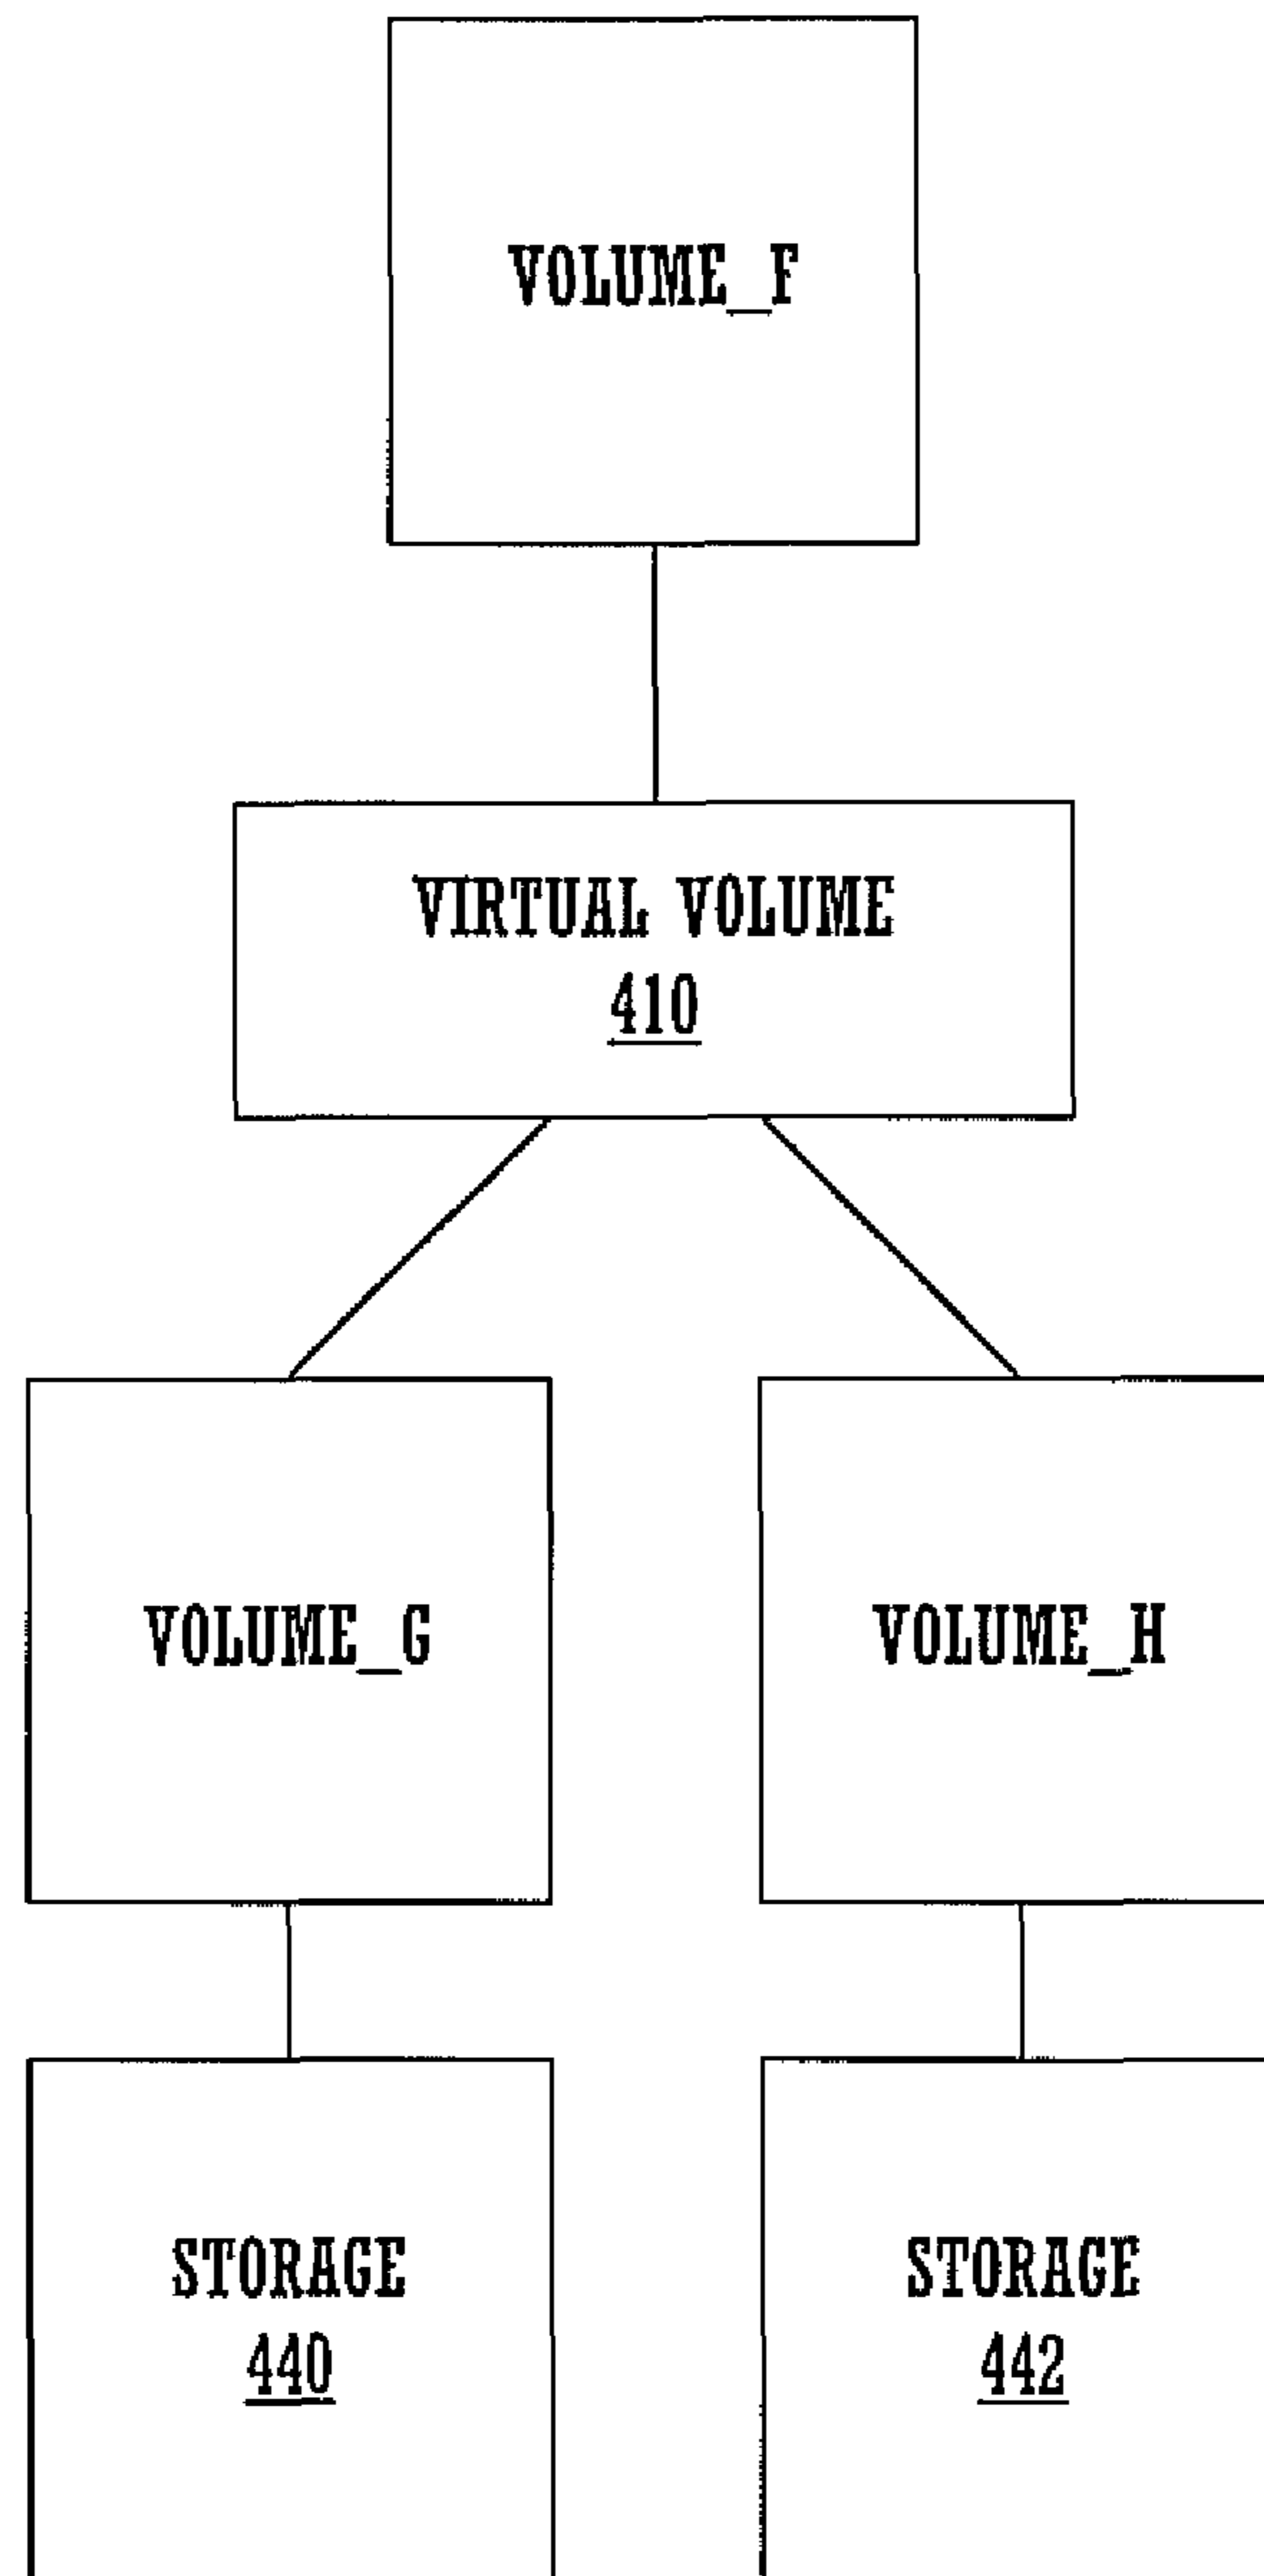 VOLUME_F
VIRTUAL VOLUME
410
VOLUME_G
VOLUME_H
STORAGE
440
STORAGE
442